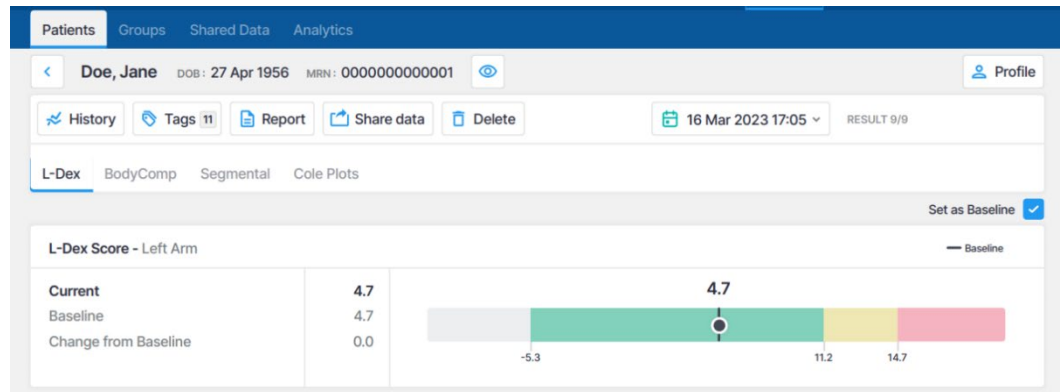 Patients Groups Shared Data Analytics
Doe, Jane DOB: 27 Apr 1956 MRN: 0000000000001 Profile
History Tags 11 Report Share data Delete 16 Mar 2023 17:05 RESULT 9/9
L-Dex BodyComp Segmental Cole Plots
Set as Baseline
L-Dex Score - Left Arm Baseline
Current 4.7 4.7
Baseline 4.7
Change from Baseline 0.0
-5.3 11.2 14.7